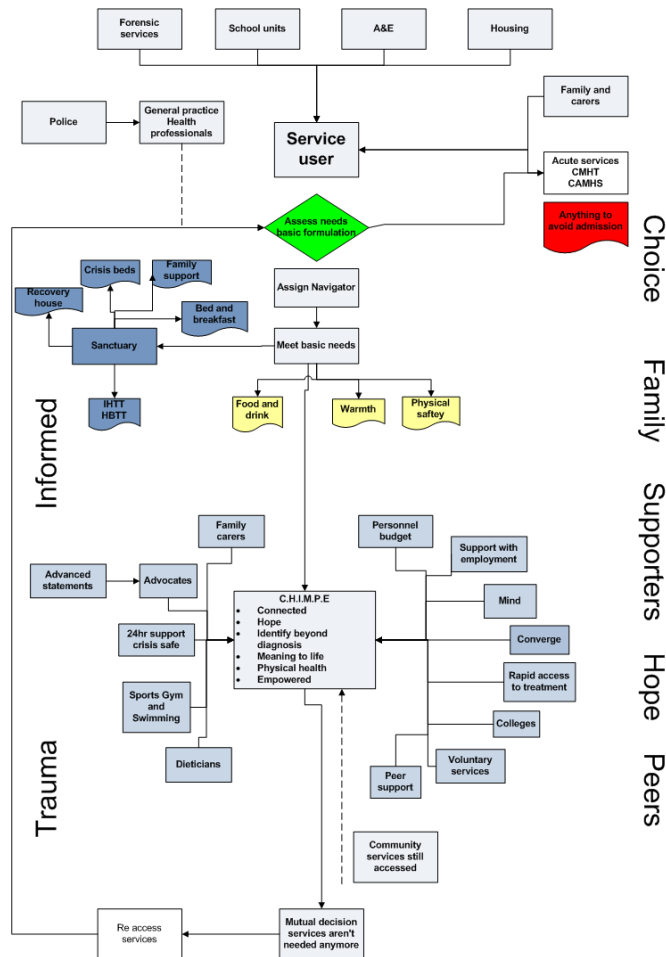 Forensic
services
School units
A&E
Housing
Family and
carers
Police
General practice
Health
professionals
Service
user
Acute services
CMHT
CAMHS
Assess needs
basic formulation
Anything to
avoid admission
Choice
Crisis beds
Family
support
Recovery
house
Bed and
breakfast
Assign Navigator
Sanctuary
Meet basic needs
IHTT
HBTT
Food and
drink
Warmth
Physical
saftey
Family
Informed
Supporters
Family
carers
Personnel
budget
Support with
employment
Advanced
statements
Advocates
Mind
C.H.I.M.P.E
• Connected
• Hope
• Identify beyond
diagnosis
• Meaning to life
• Physical health
• Empowered
24hr support
crisis safe
Converge
Hope
Rapid access
to treatment
Sports Gym
and
Swimming
Colleges
Dieticians
Peer
support
Voluntary
services
Trauma
Peers
Community
services still
accessed
Re access
services
Mutual decision
services aren't
needed anymore